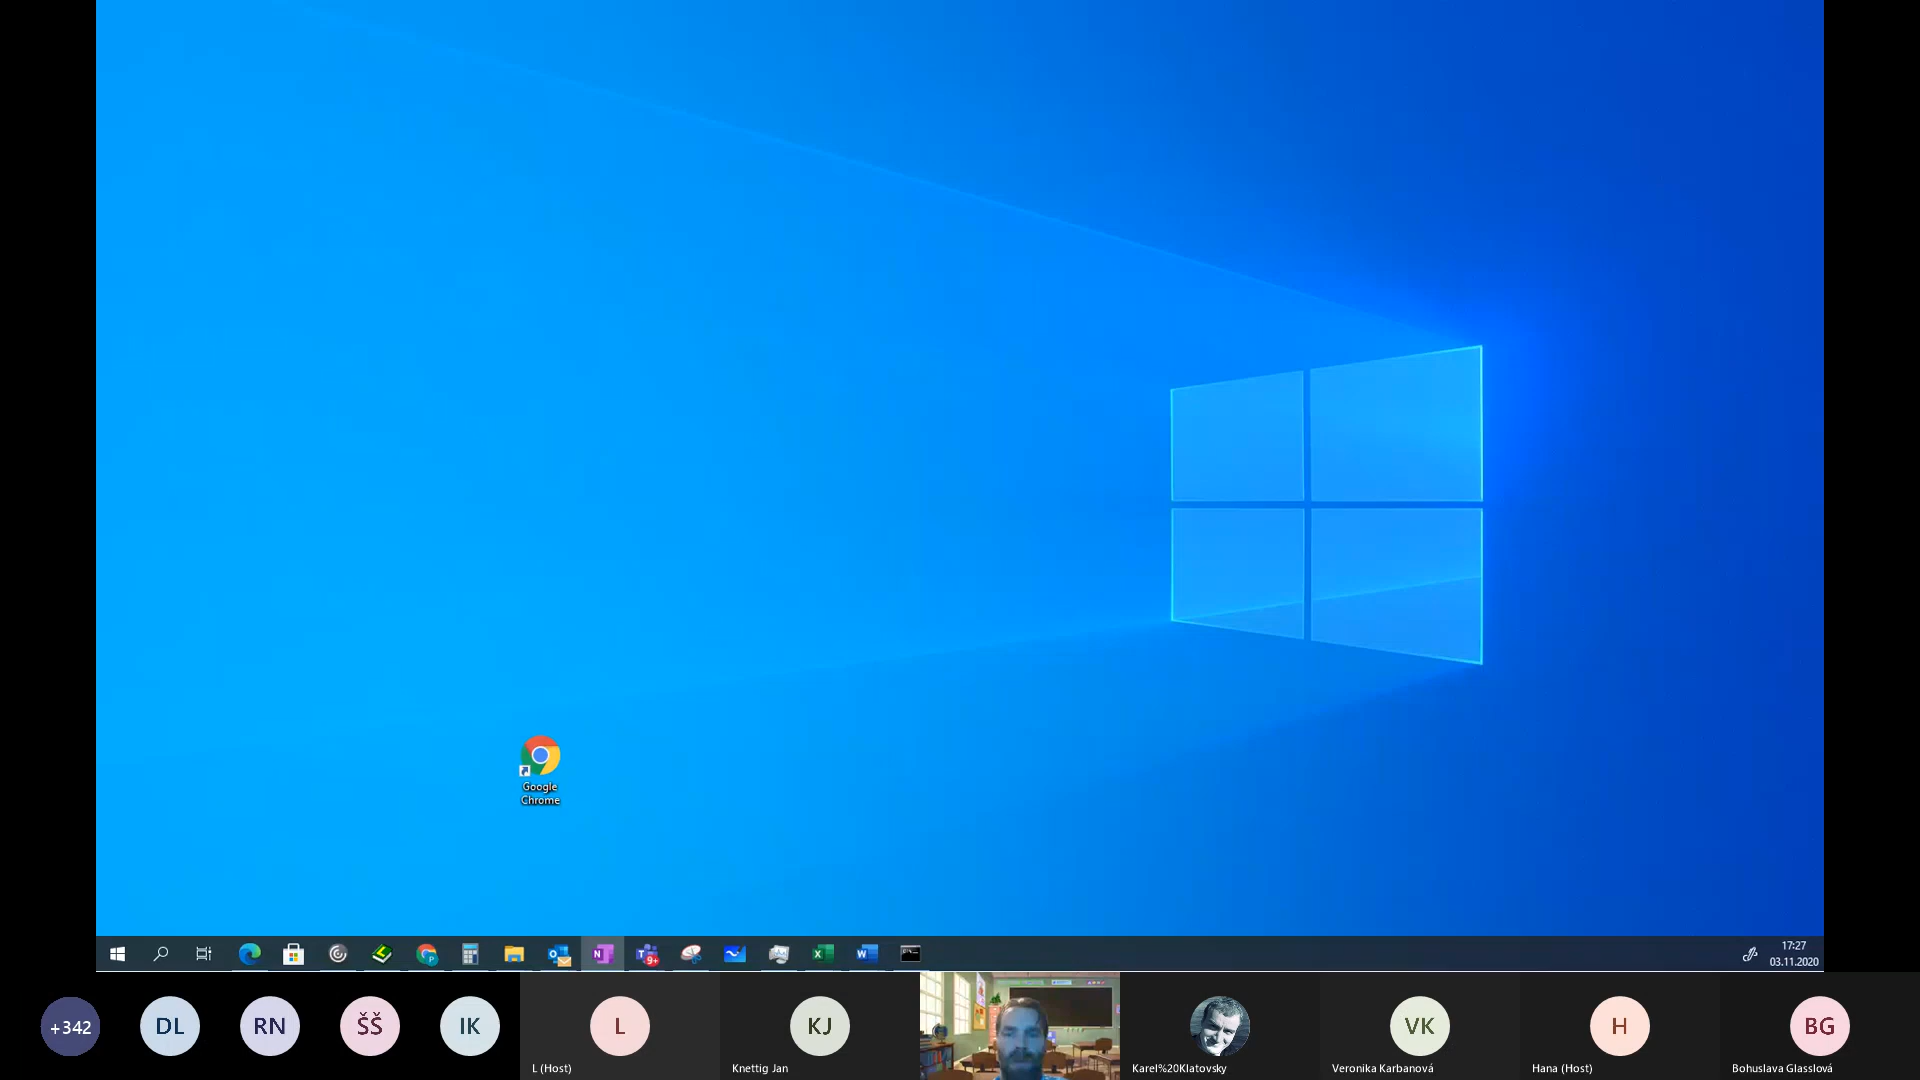 Google
Chrome
17:27
03.11.2020
9+
+342
DL
RN
ŠŠ
IK
L
L (Host)
KJ
Knettig Jan
Karel%20Klatovsky
VK
Veronika Karbanová
H
Hana (Host)
BG
Bohuslava Glasslová